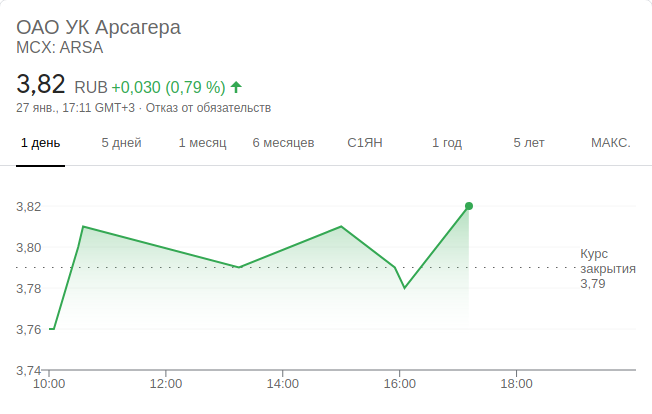 ОАО УК Арсагера
MCX: ARSA
3,82 RUB +0,030 (0,79 %)
27 янв., 17:11 GMT+3 · Отказ от обязательств
1 день 5 дней 1 месяц 6 месяцев С1ЯН 1 год 5 лет МАКС.
3,82
3,80
3,78
3,76
3,74
Курс
закрытия
3,79
10:00 12:00 14:00 16:00 18:00